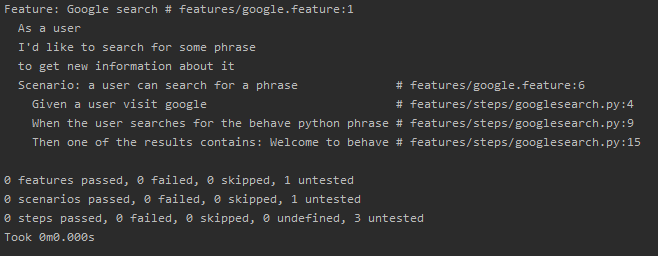 Feature: Google search # features/google.feature:1
As a user
I'd like to search for some phrase
to get new information about it
Scenario: a user can search for a phrase # features/google.feature:6
Given a user visit google # features/steps/googlesearch.py:4
When the user searches for the behave python phrase # features/steps/googlesearch.py:9
Then one of the results contains: Welcome to behave # features/steps/googlesearch.py:15
0 features passed, 0 failed, 0 skipped, 1 untested
0 scenarios passed, 0 failed, 0 skipped, 1 untested
0 steps passed, 0 failed, 0 skipped, 0 undefined, 3 untested
Took 0m0.000s